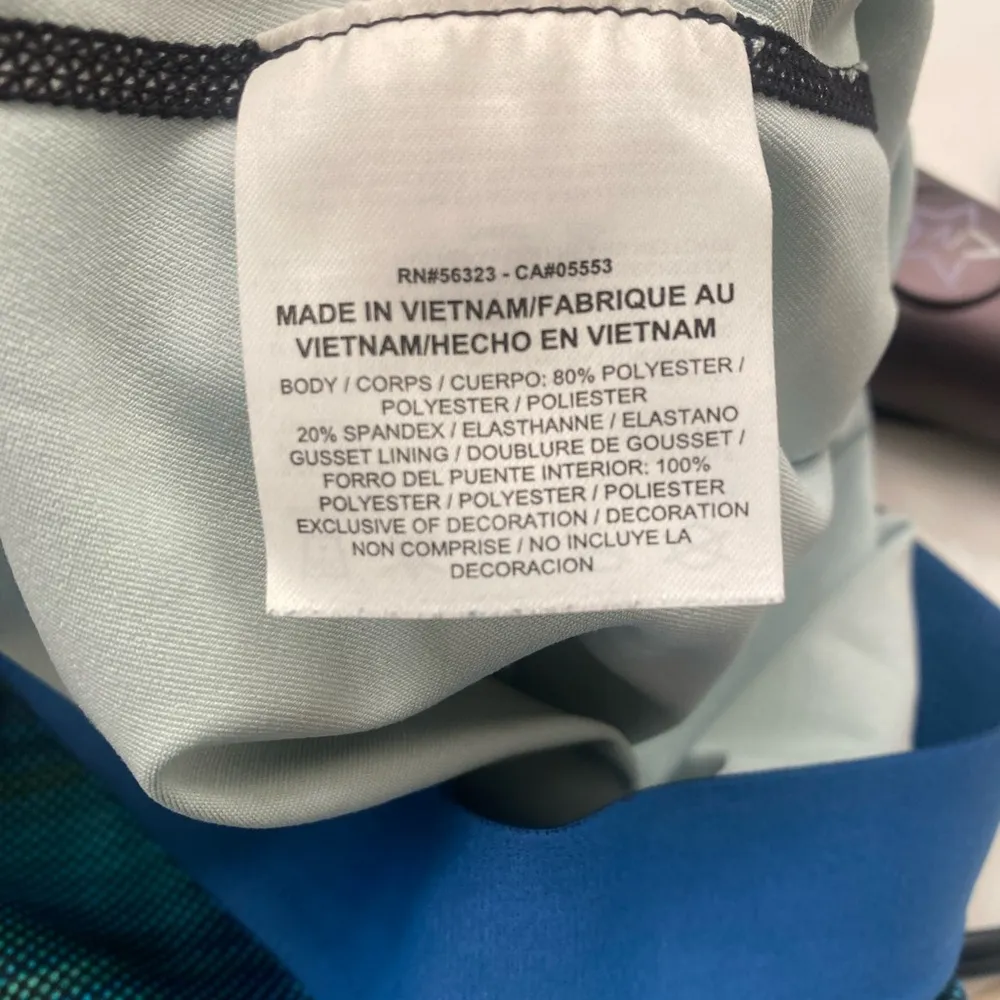 RN#56323 - CA#05553
MADE IN VIETNAM/FABRIQUE AU
VIETNAM/HECHO EN VIETNAM
BODY / CORPS / CUERPO: 80% POLYESTER /
POLYESTER / POLIESTER
20% SPANDEX / ELASTHANNE / ELASTANO
GUSSET LINING / DOUBLURE DE GOUSSET /
FORRO DEL PUENTE INTERIOR: 100%
POLYESTER / POLYESTER / POLIESTER
EXCLUSIVE OF DECORATION / DECORATION
NON COMPRISE / NO INCLUYE LA
DECORACION